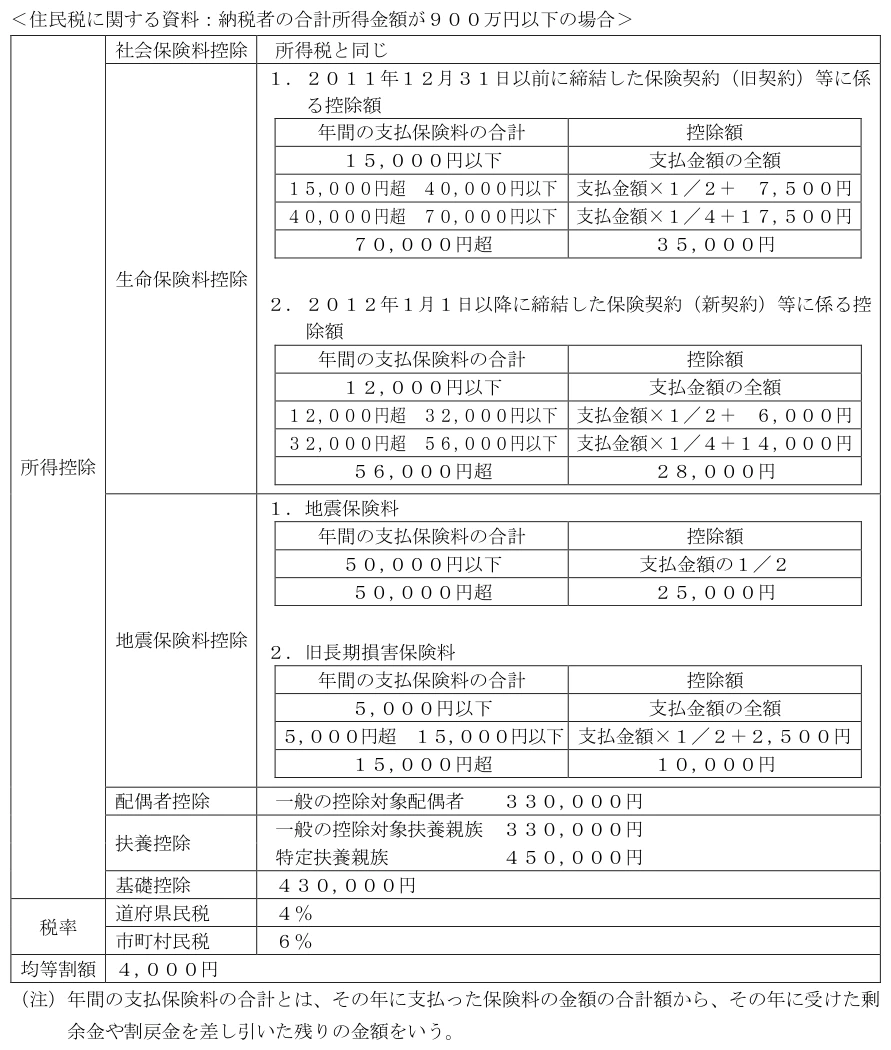 ＜住民税に関する資料：納税者の合計所得金額が９００万円以下の場合＞
所得控除
社会保険料控除　所得税と同じ
生命保険料控除
１．２０１１年１２月３１日以前に締結した保険契約（旧契約）等に係
る控除額
年間の支払保険料の合計　控除額
１５,０００円以下　支払金額の全額
１５,０００円超　４０,０００円以下　支払金額×１／２＋　７,５００円
４０,０００円超　７０,０００円以下　支払金額×１／４＋１７,５００円
７０,０００円超　３５,０００円
２．２０１２年１月１日以降に締結した保険契約（新契約）等に係る控
除額
年間の支払保険料の合計　控除額
１２,０００円以下　支払金額の全額
１２,０００円超　３２,０００円以下　支払金額×１／２＋　６,０００円
３２,０００円超　５６,０００円以下　支払金額×１／４＋１４,０００円
５６,０００円超　２８,０００円
地震保険料控除
１．地震保険料
年間の支払保険料の合計　控除額
５０,０００円以下　支払金額の１／２
５０,０００円超　２５,０００円
２．旧長期損害保険料
年間の支払保険料の合計　控除額
５,０００円以下　支払金額の全額
５,０００円超　１５,０００円以下　支払金額×１／２＋２,５００円
１５,０００円超　１０,０００円
配偶者控除　一般の控除対象配偶者　３３０,０００円
扶養控除
一般の控除対象扶養親族　３３０,０００円
特定扶養親族　４５０,０００円
基礎控除　４３０,０００円
税率
道府県民税　４％
市町村民税　６％
均等割額　４,０００円
（注）年間の支払保険料の合計とは、その年に支払った保険料の金額の合計額から、その年に受けた剰
余金や割戻金を差し引いた残りの金額をいう。